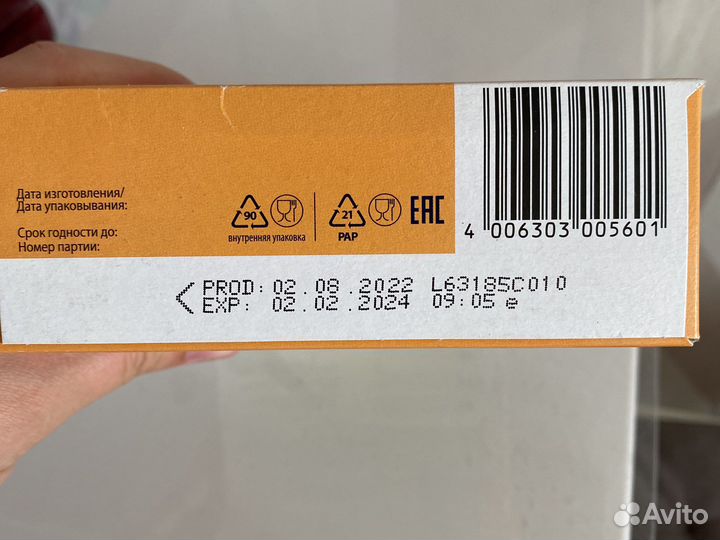 Дата изготовления/
Дата упаковывания:
Срок годности до:
Номер партии:
90
внутренняя упаковка
21
PAP
EAC
4 006303 005601
< PROD: 02.08.2022 L63185C010
EXP: 02.02.2024 09:05 e
Avito